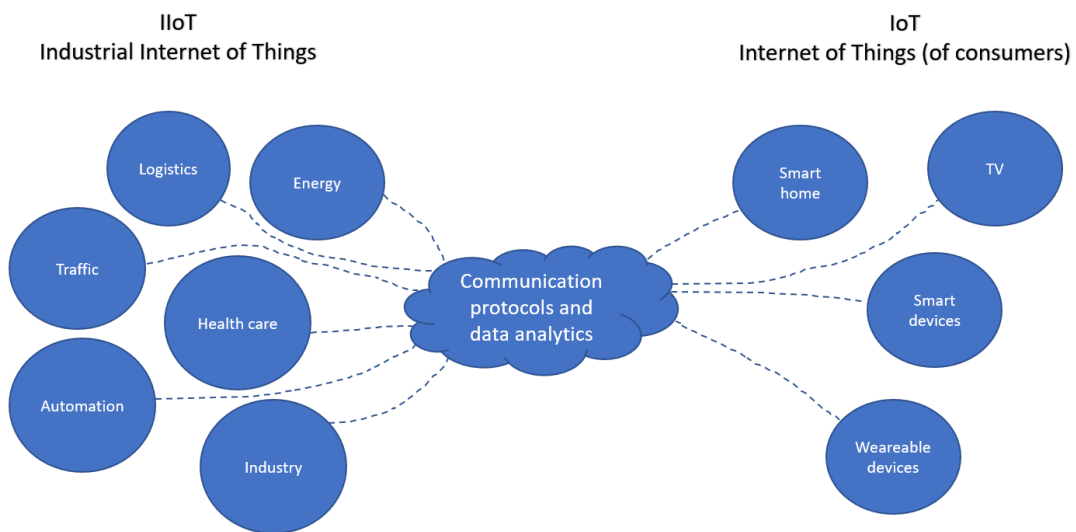 IIoT
Industrial Internet of Things
IoT
Internet of Things (of consumers)
Logistics
Energy
Traffic
Health care
Automation
Industry
Communication
protocols and
data analytics
Smart
home
TV
Smart
devices
Weareable
devices